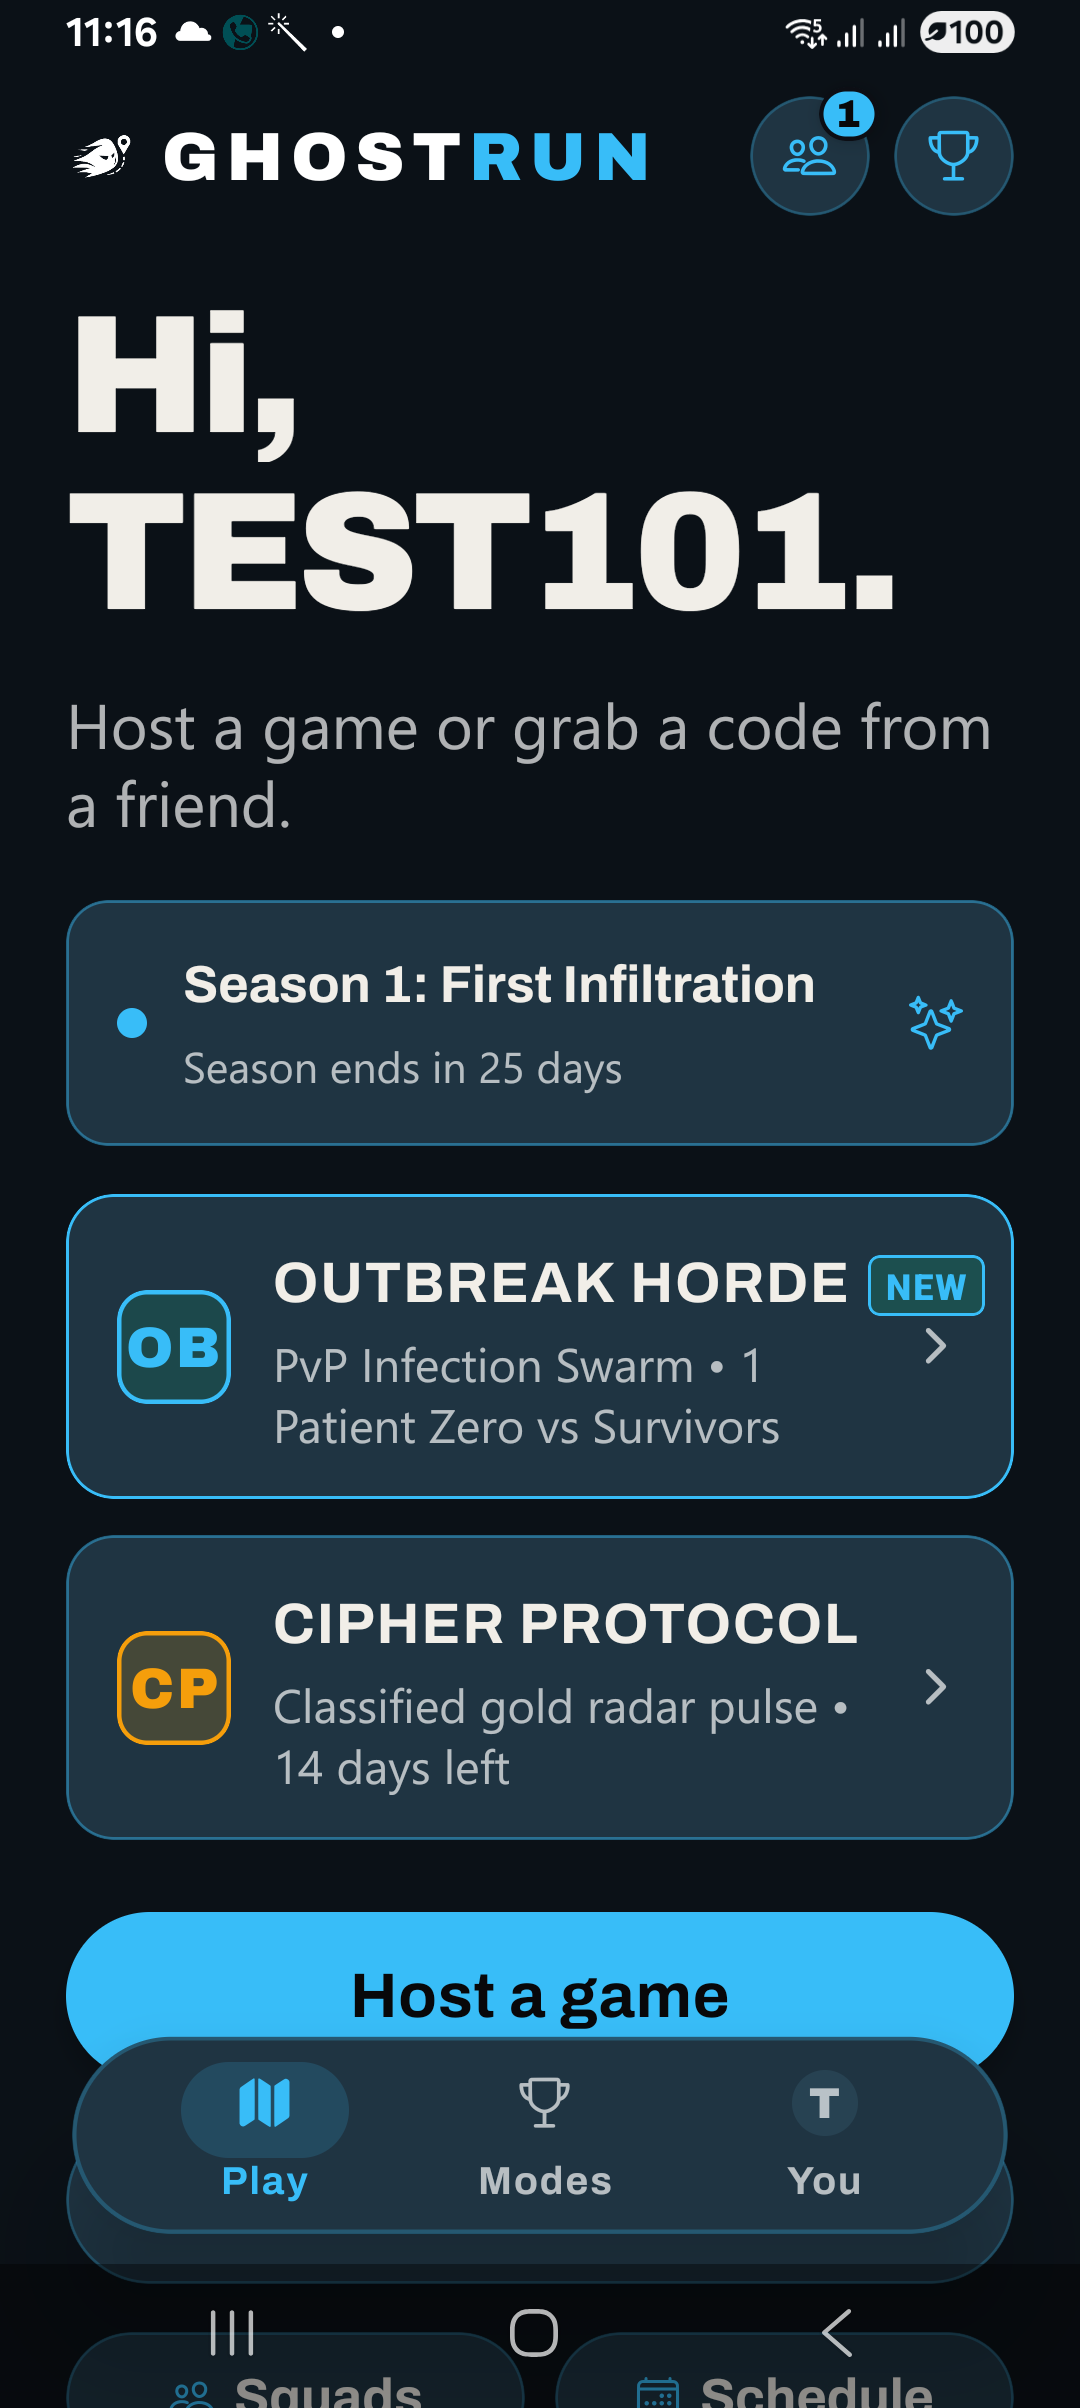 11:16
5
100
GHOSTRUN
1
Hi,
TEST101.
Host a game or grab a code from
a friend.
Season 1: First Infiltration
Season ends in 25 days
OB
OUTBREAK HORDE
NEW
PvP Infection Swarm • 1
Patient Zero vs Survivors
CP
CIPHER PROTOCOL
Classified gold radar pulse •
14 days left
Host a game
T
Play
Modes
You
Squads
Schedule